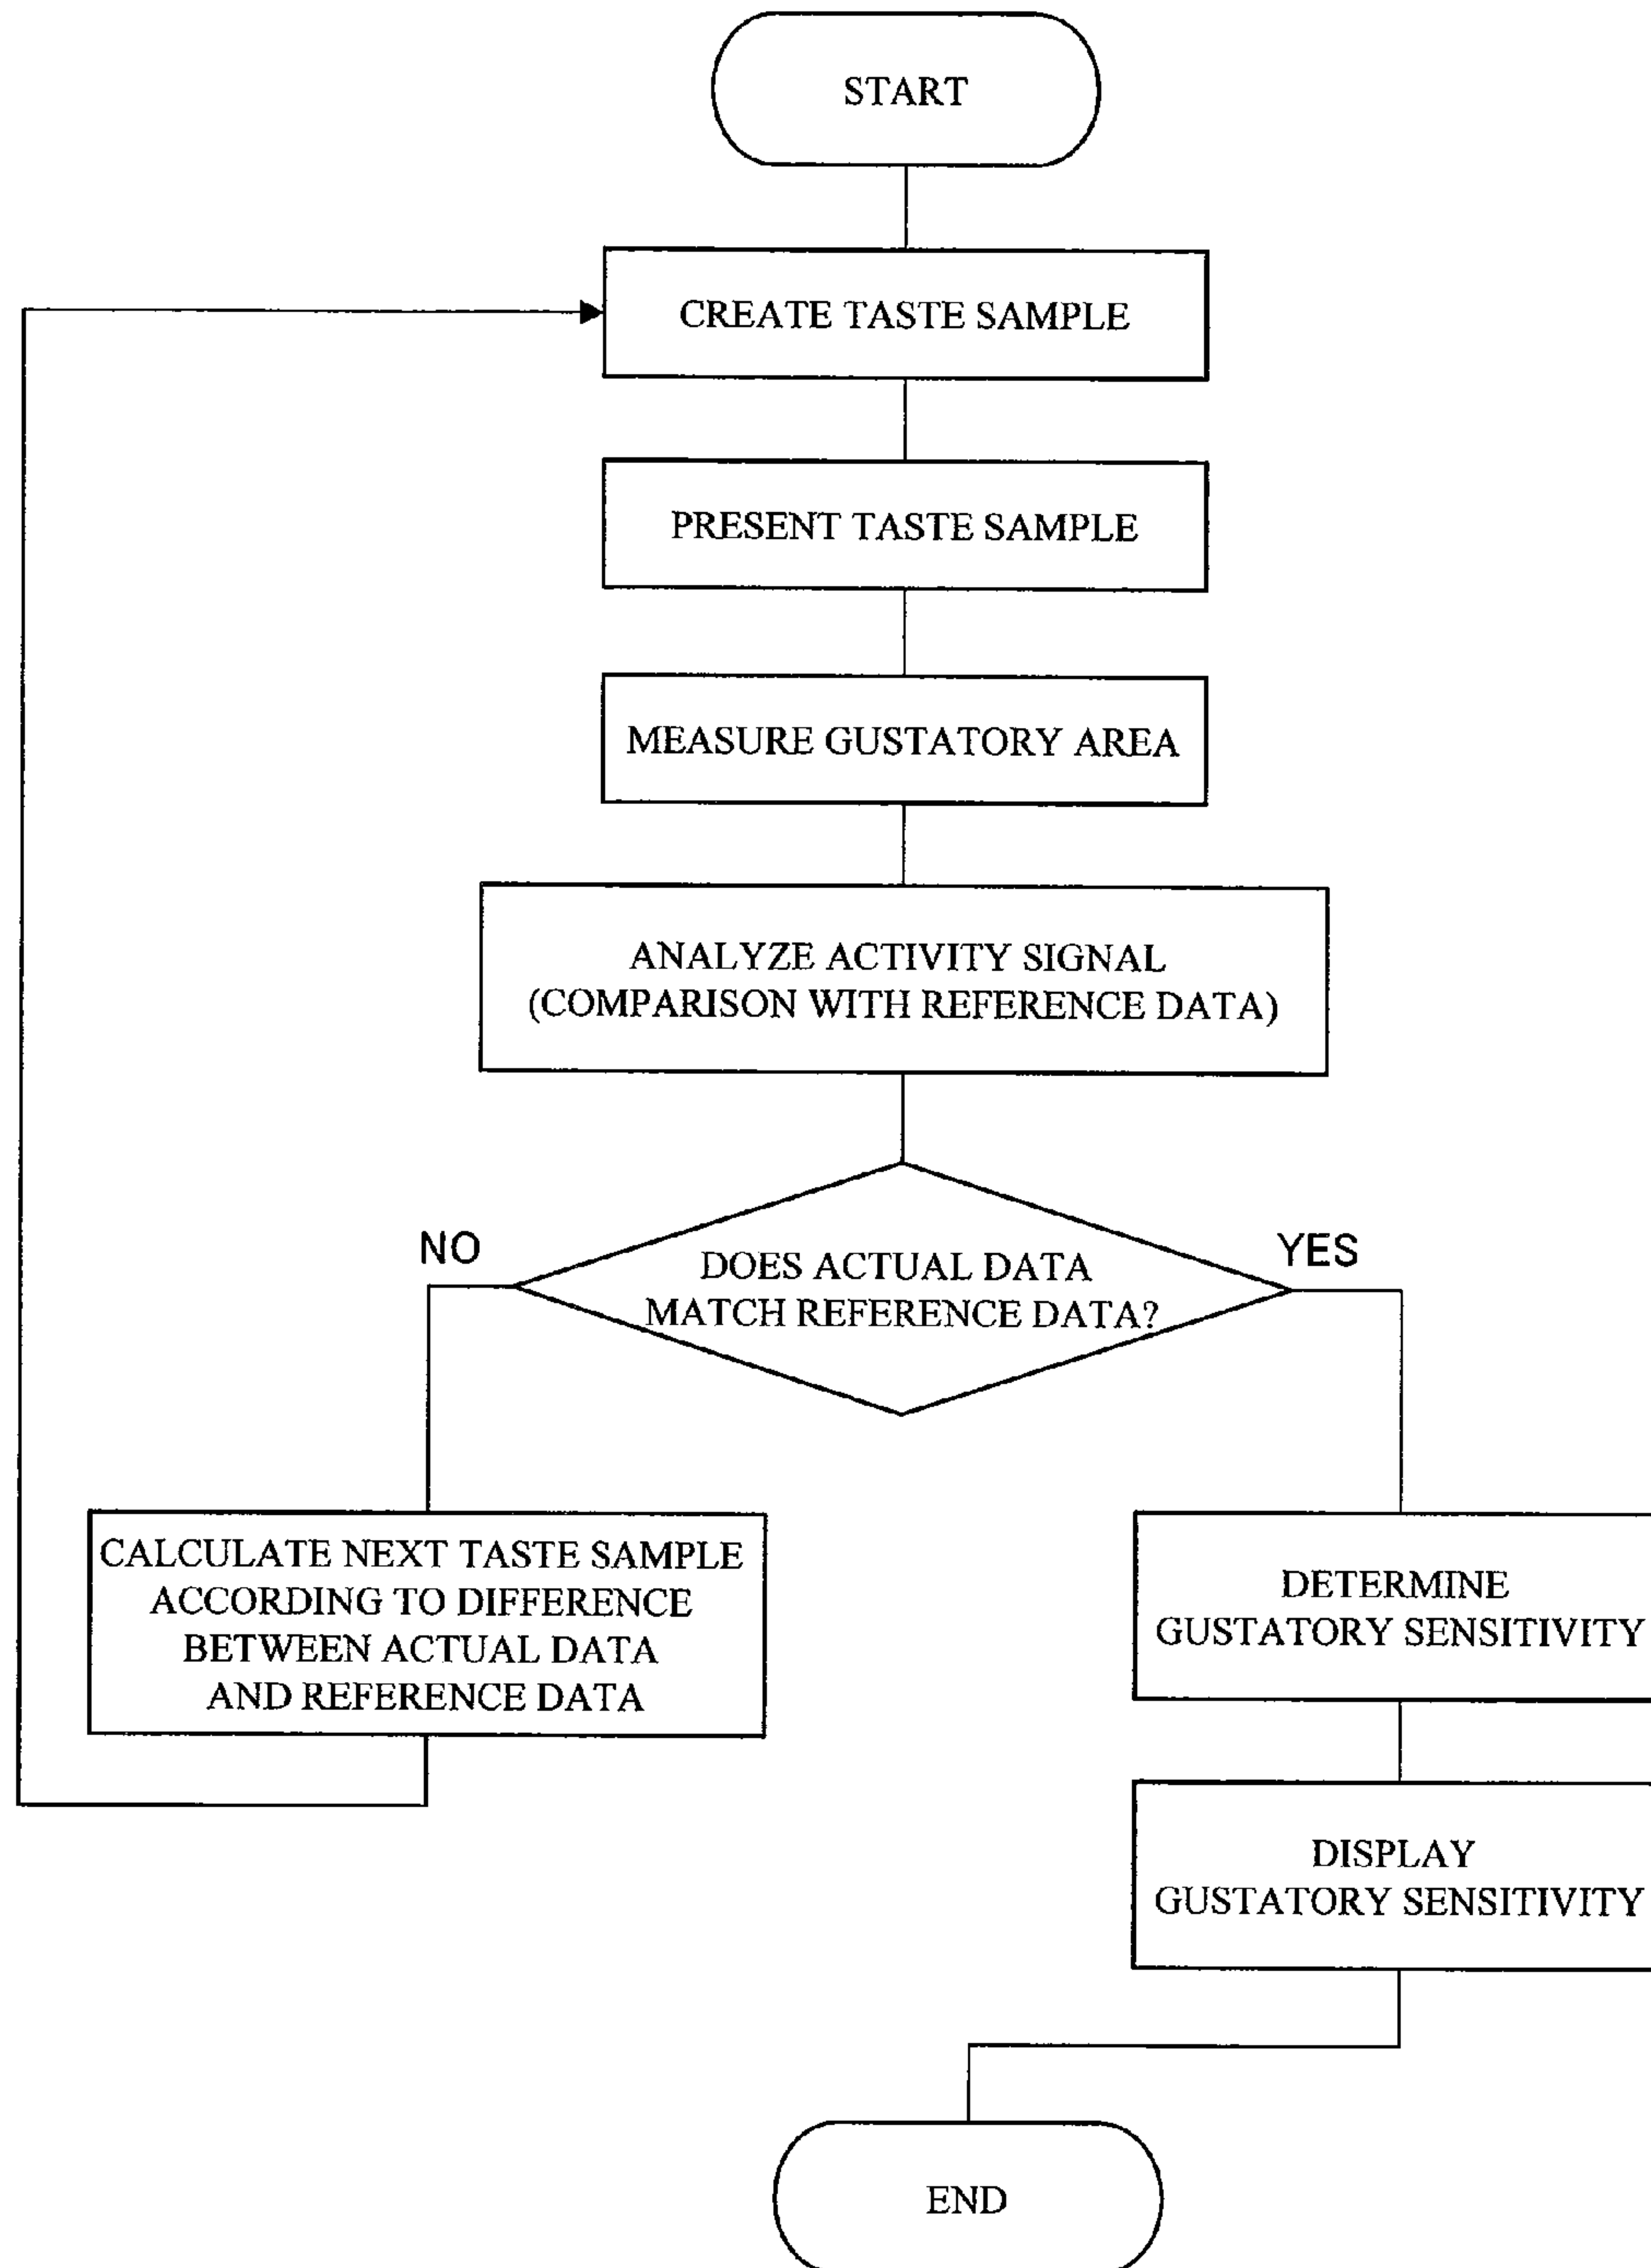 START
CREATE TASTE SAMPLE
PRESENT TASTE SAMPLE
MEASURE GUSTATORY AREA
ANALYZE ACTIVITY SIGNAL
(COMPARISON WITH REFERENCE DATA)
DOES ACTUAL DATA
MATCH REFERENCE DATA?
NO
YES
CALCULATE NEXT TASTE SAMPLE
ACCORDING TO DIFFERENCE
BETWEEN ACTUAL DATA
AND REFERENCE DATA
DETERMINE
GUSTATORY SENSITIVITY
DISPLAY
GUSTATORY SENSITIVITY
END